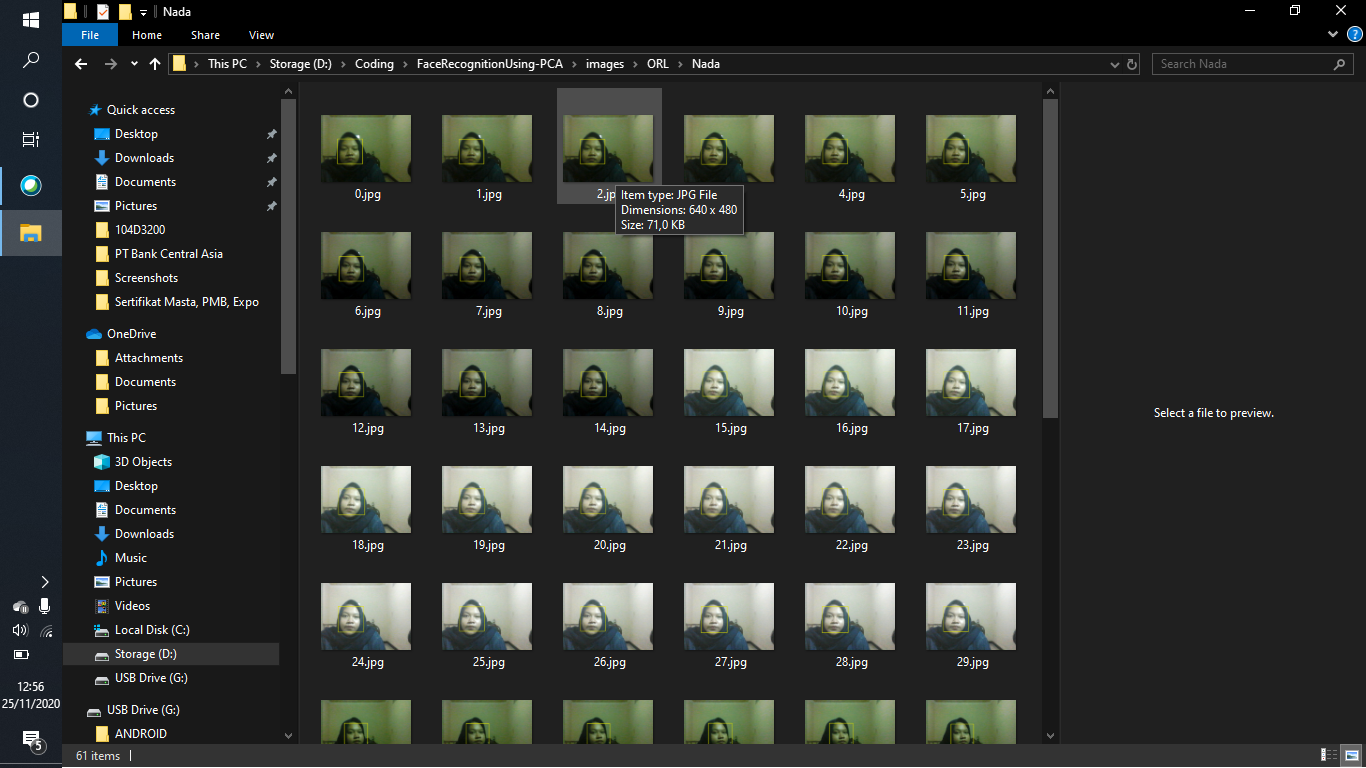 Nada
File Home Share View
This PC Storage (D:) Coding FaceRecognitionUsing-PCA images ORL Nada
Search Nada
Quick access
Desktop
Downloads
Documents
Pictures
104D3200
PT Bank Central Asia
Screenshots
Sertifikat Masta, PMB, Expo
OneDrive
Attachments
Documents
Pictures
This PC
3D Objects
Desktop
Documents
Downloads
Music
Pictures
Videos
Local Disk (C:)
Storage (D:)
USB Drive (G:)
USB Drive (G:)
ANDROID
0.jpg 1.jpg 2.jp 4.jpg 5.jpg
Item type: JPG File
Dimensions: 640 x 480
Size: 71,0 KB
6.jpg 7.jpg 8.jpg 9.jpg 10.jpg 11.jpg
12.jpg 13.jpg 14.jpg 15.jpg 16.jpg 17.jpg
18.jpg 19.jpg 20.jpg 21.jpg 22.jpg 23.jpg
24.jpg 25.jpg 26.jpg 27.jpg 28.jpg 29.jpg
Select a file to preview.
61 items
12:56
25/11/2020
5